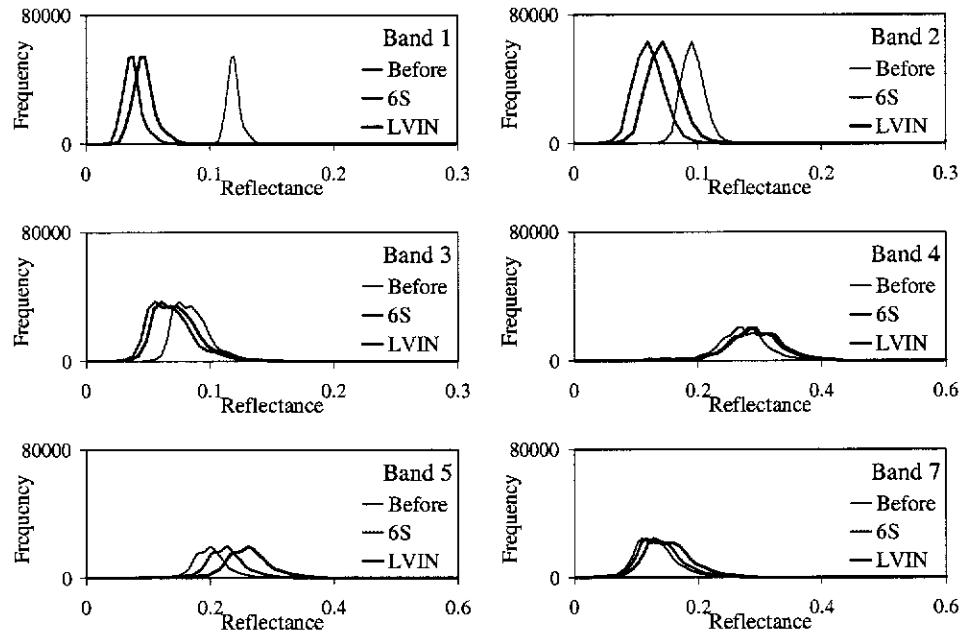 80000
Frequency
0
Band 1
Before
6S
LVIN
0
0.1
0.3
Reflectance
80000
Frequency
0
Band 2
Before
6S
LVIN
0
0.1
0.2
0.3
Reflectance
80000
Frequency
0
Band 3
Before
6S
LVIN
0
0.1
0.2
0.3
Reflectance
80000
Frequency
0
Band 4
Before
6S
LVIN
0
0.2
0.4
0.6
Reflectance
80000
Frequency
0
Band 5
Before
6S
LVIN
0
0.2
0.4
0.6
Reflectance
80000
Frequency
0
Band 7
Before
6S
LVIN
0
0.2
0.4
0.6
Reflectance